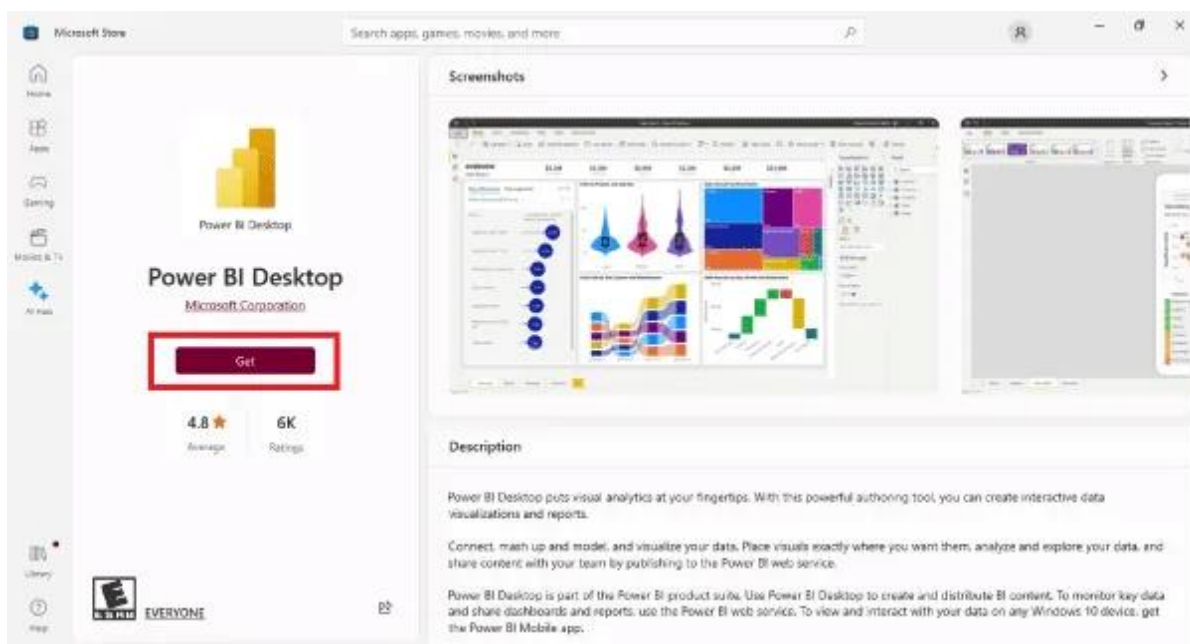 Microsoft Store
Search apps, games, movies, and more
Home
Apps
Gaming
Movies & TV
AI Hub
Library
Help
Power BI Desktop
Power BI Desktop
Microsoft Corporation
Get
4.8
6K
Average
Ratings
EVERYONE
Screenshots
Description
Power BI Desktop puts visual analytics at your fingertips. With this powerful authoring tool, you can create interactive data
visualizations and reports.
Connect, mash up and model, and visualize your data. Place visuals exactly where you want them, analyze and explore your data, and
share content with your team by publishing to the Power BI web service.
Power BI Desktop is part of the Power BI product suite. Use Power BI Desktop to create and distribute BI content. To monitor key data
and share dashboards and reports, use the Power BI web service. To view and interact with your data on any Windows 10 device, get
the Power BI Mobile app.